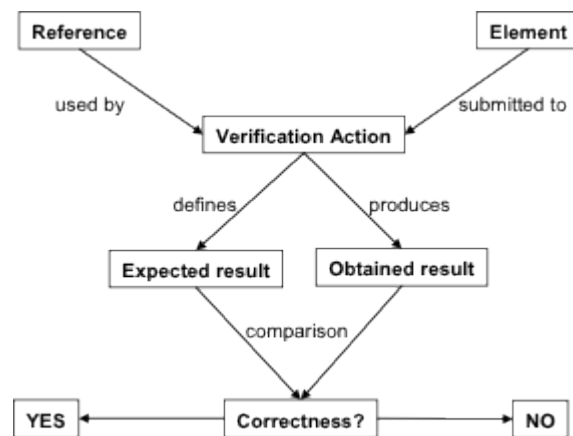 Reference
Element
used by
submitted to
Verification Action
defines
produces
Expected result
Obtained result
comparison
YES
Correctness?
NO